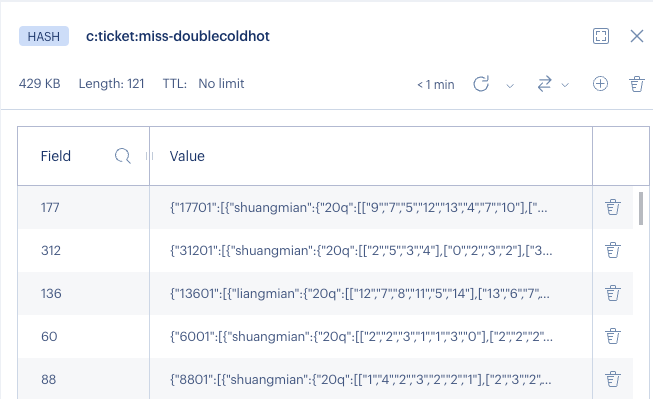 HASH c:ticket:miss-doublecoldhot
429 KB Length: 121 TTL: No limit < 1 min
Field Value
177 {"17701":[{"shuangmian":{"20q":[["9","7","5","12","13","4","7","10"],["...
312 {"31201":[{"shuangmian":{"20q":[["2","5","3","4"],["0","2","3","2"],["3...
136 {"13601":[{"liangmian":{"20q":[["12","7","8","11","5","14"],["13","6","7",...
60 {"6001":[{"shuangmian":{"20q":[["2","2","3","1","1","3","0"],["2","2","2"...
88 {"8801":[{"shuangmian":{"20q":[["1","4","2","3","2","2","1"],["2","3","2",...